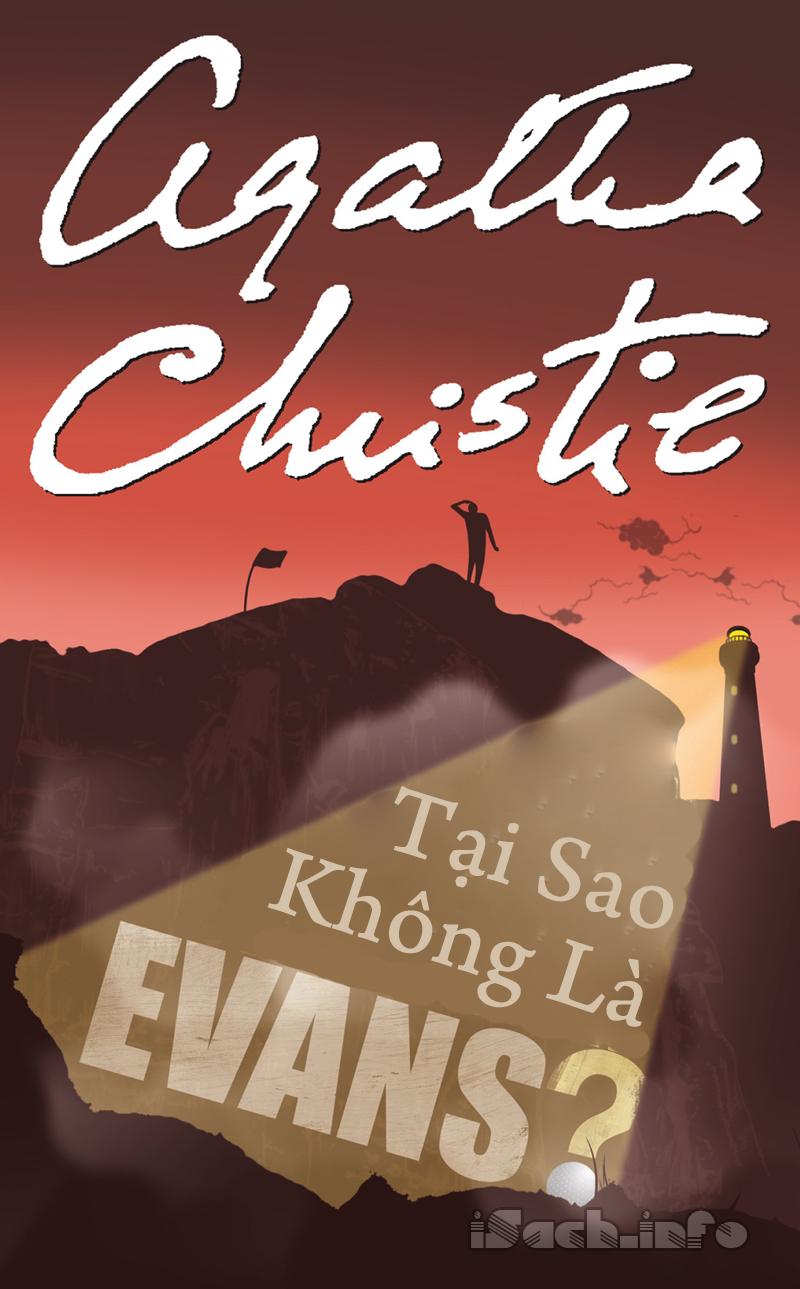 Agatha
Christie
Tại Sao
Không Là
EVANS?
iSach.info